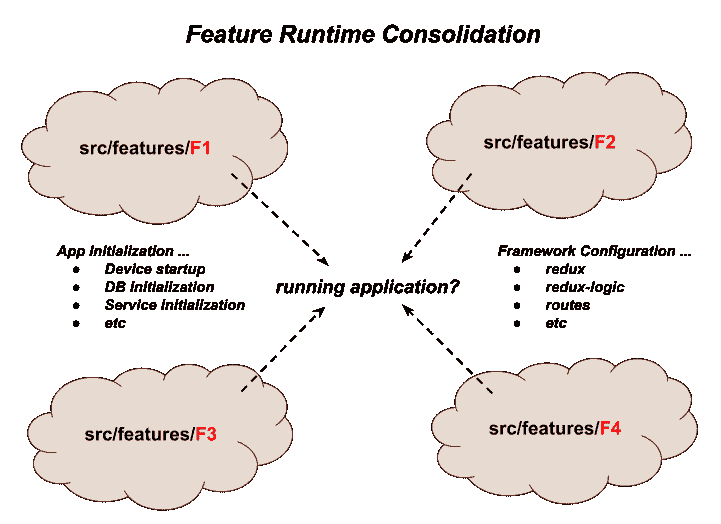 Feature Runtime Consolidation
src/features/F1
src/features/F2
App Initialization ...
● Device startup
● DB initialization
● Service initialization
● etc
running application?
Framework Configuration ...
● redux
● redux-logic
● routes
● etc
src/features/F3
src/features/F4